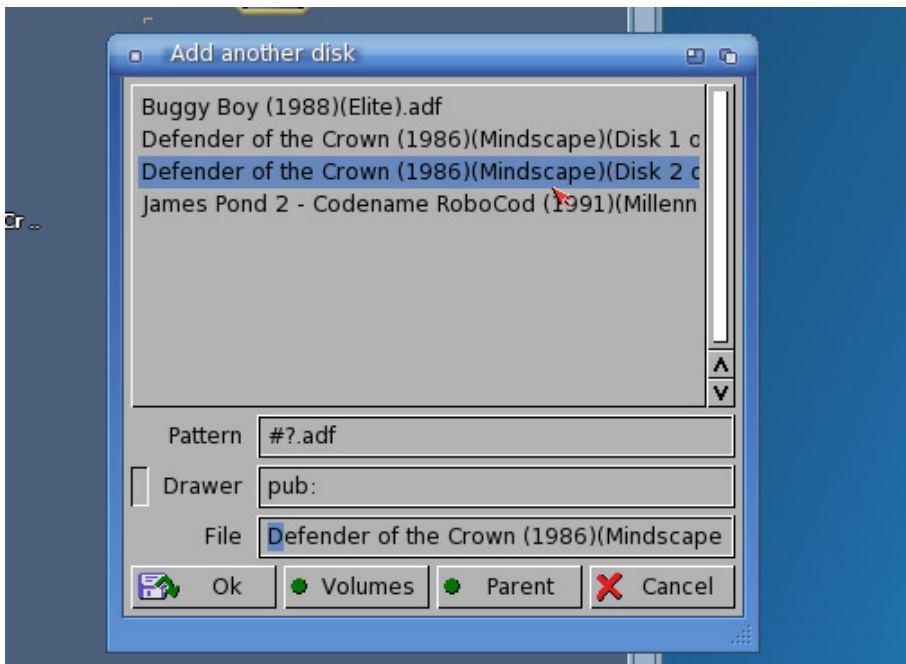 Add another disk
Buggy Boy (1988)(Elite).adf
Defender of the Crown (1986)(Mindscape)(Disk 1 o
Defender of the Crown (1986)(Mindscape)(Disk 2 o
James Pond 2 - Codename RoboCod (1991)(Millenn
Cr ..
Pattern #?.adf
Drawer pub:
File Defender of the Crown (1986)(Mindscape
Ok Volumes Parent Cancel